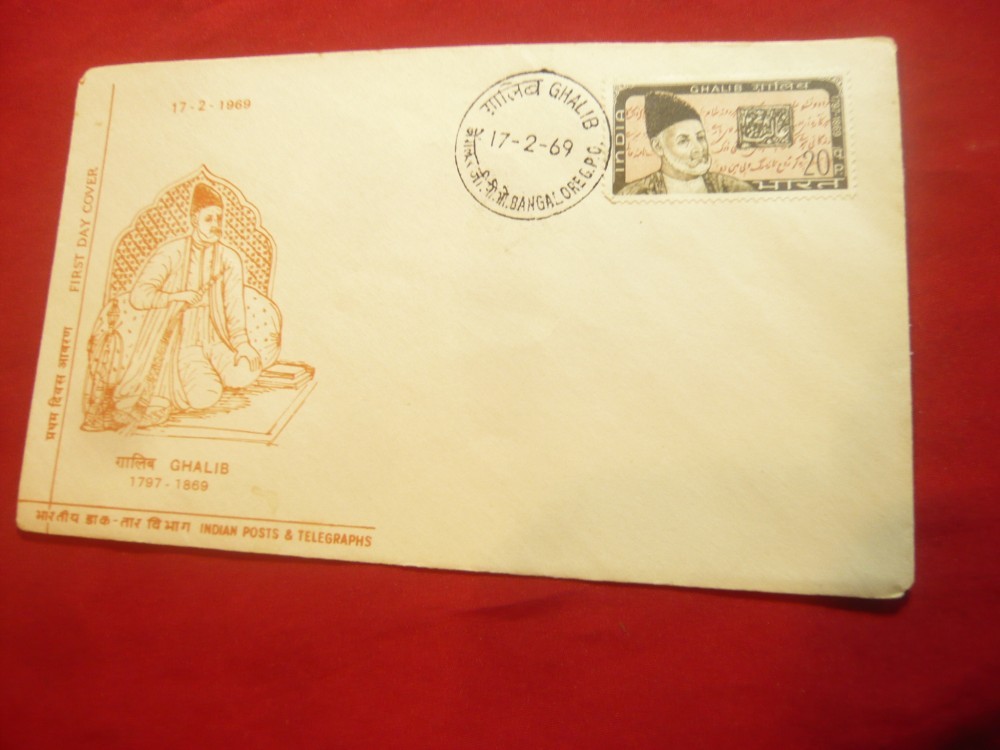 17-2-1969
प्रथम दिवस आवरण FIRST DAY COVER
ग़ालिब GHALIB
1797-1869
भारतीय डाक-तार विभाग INDIAN POSTS & TELEGRAPHS
ग़ालिब GHALIB
17-2-69
जी.पी.ओ. BANGALORE G.P.O.
GHALIB ग़ालिब
INDIA
20
P
भारत